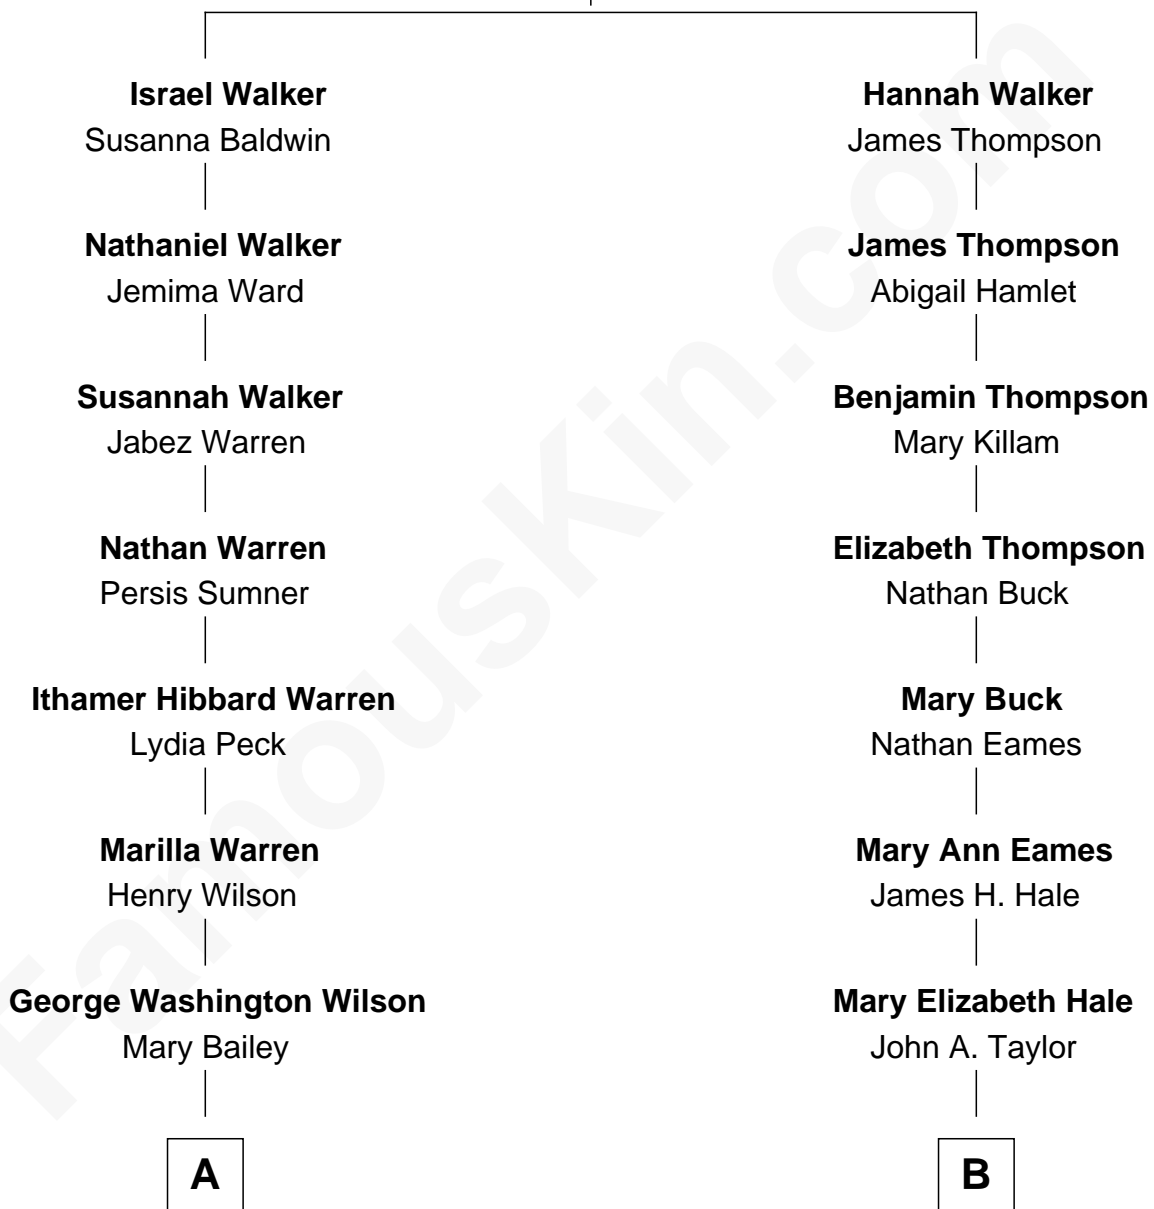 Israel Walker
Susanna Baldwin
Nathaniel Walker
Jemima Ward
Susannah Walker
Jabez Warren
Nathan Warren
Persis Sumner
Ithamer Hibbard Warren
Lydia Peck
Marilla Warren
Henry Wilson
George Washington Wilson
Mary Bailey
A
Hannah Walker
James Thompson
James Thompson
Abigail Hamlet
Benjamin Thompson
Mary Killam
Elizabeth Thompson
Nathan Buck
Mary Buck
Nathan Eames
Mary Ann Eames
James H. Hale
Mary Elizabeth Hale
John A. Taylor
B
FamousKin.com